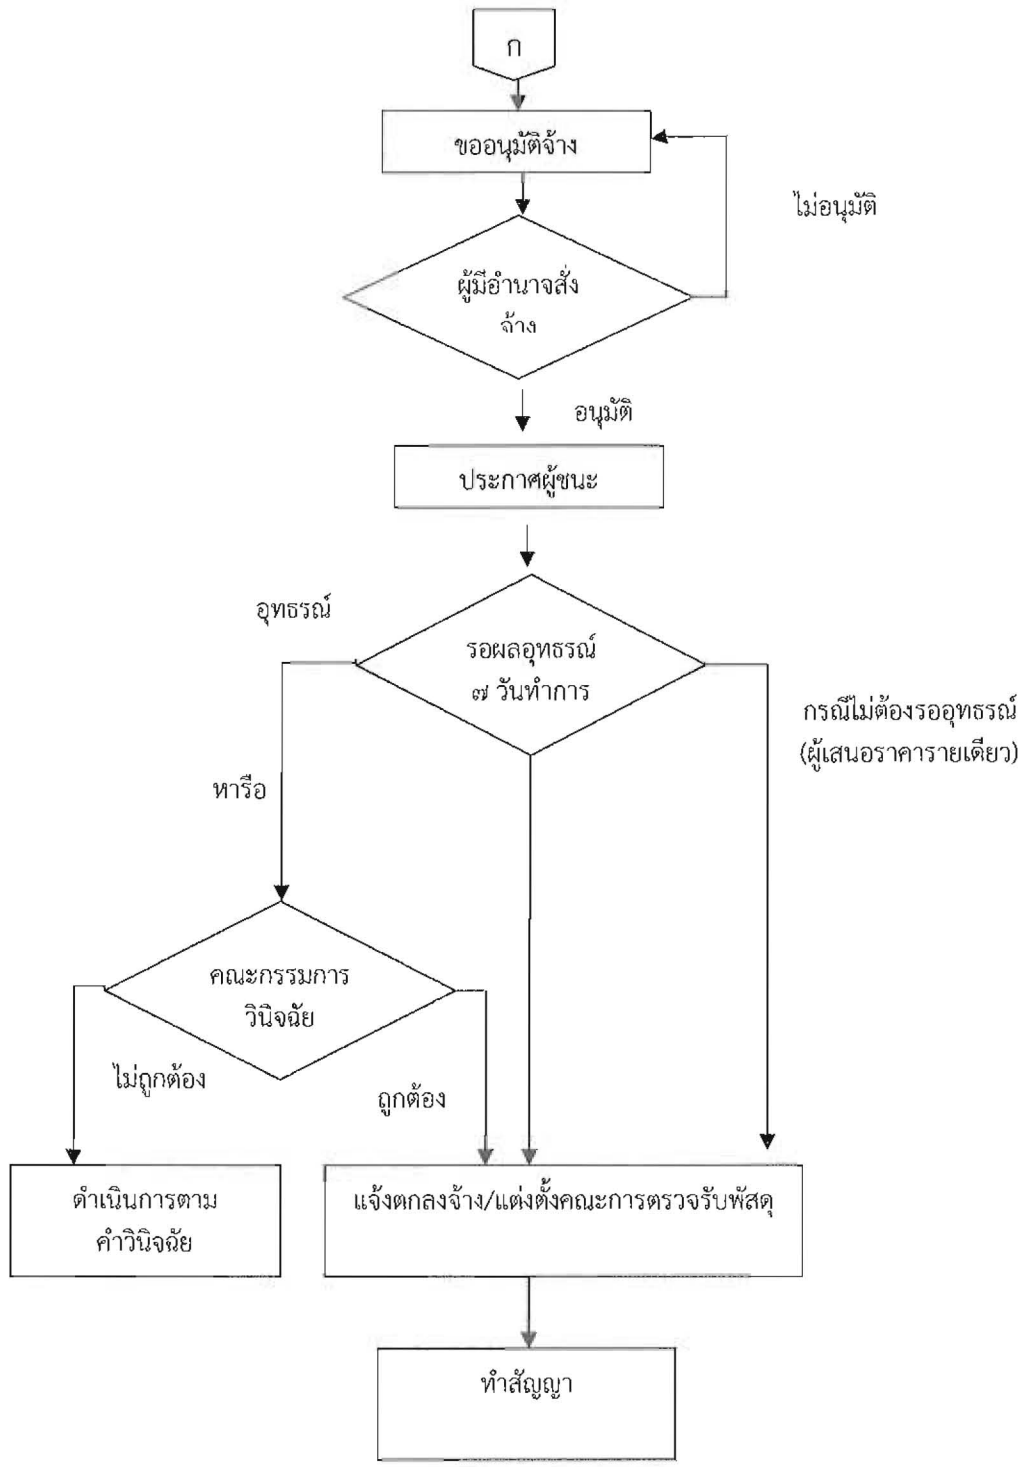 ก
ขออนุมัติจ้าง
ไม่อนุมัติ
ผู้มีอำนาจสั่ง
จ้าง
อนุมัติ
ประกาศผู้ชนะ
อุทธรณ์
รอผลอุทธรณ์
๗ วันทำการ
กรณีไม่ต้องรออุทธรณ์
(ผู้เสนอราคารายเดียว)
หารือ
คณะกรรมการ
วินิจฉัย
ไม่ถูกต้อง
ถูกต้อง
ดำเนินการตาม
คำวินิจฉัย
แจ้งตกลงจ้าง/แต่งตั้งคณะการตรวจรับพัสดุ
ทำสัญญา